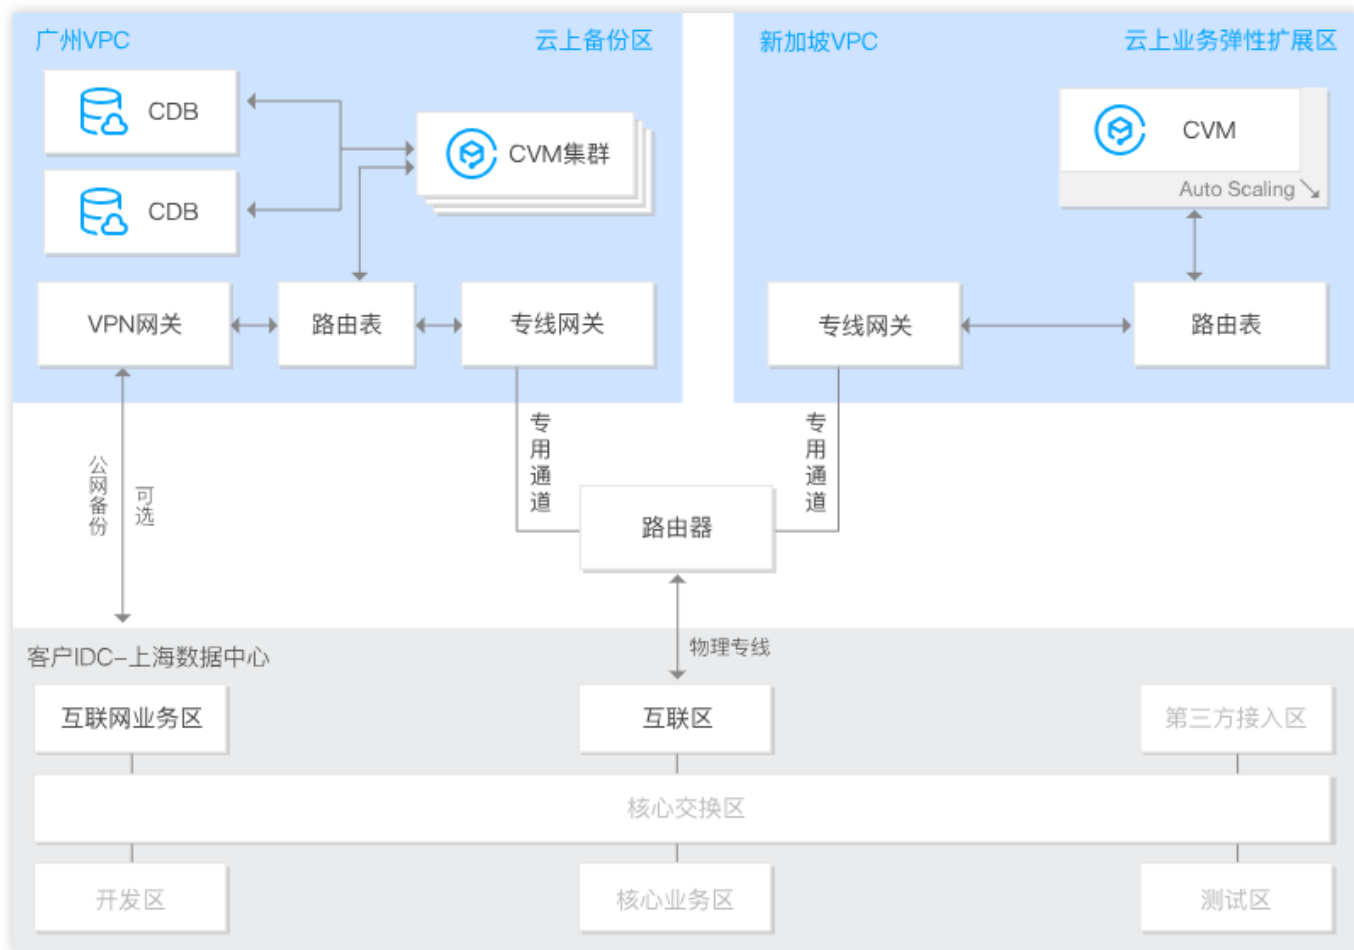 广州VPC
云上备份区
新加坡VPC
云上业务弹性扩展区
CDB
CVM集群
CDB
CVM
Auto Scaling
VPN网关
路由表
专线网关
专线网关
路由表
公网备份
可选
专用通道
专用通道
路由器
物理专线
客户IDC-上海数据中心
互联网业务区
互联区
第三方接入区
核心交换区
开发区
核心业务区
测试区